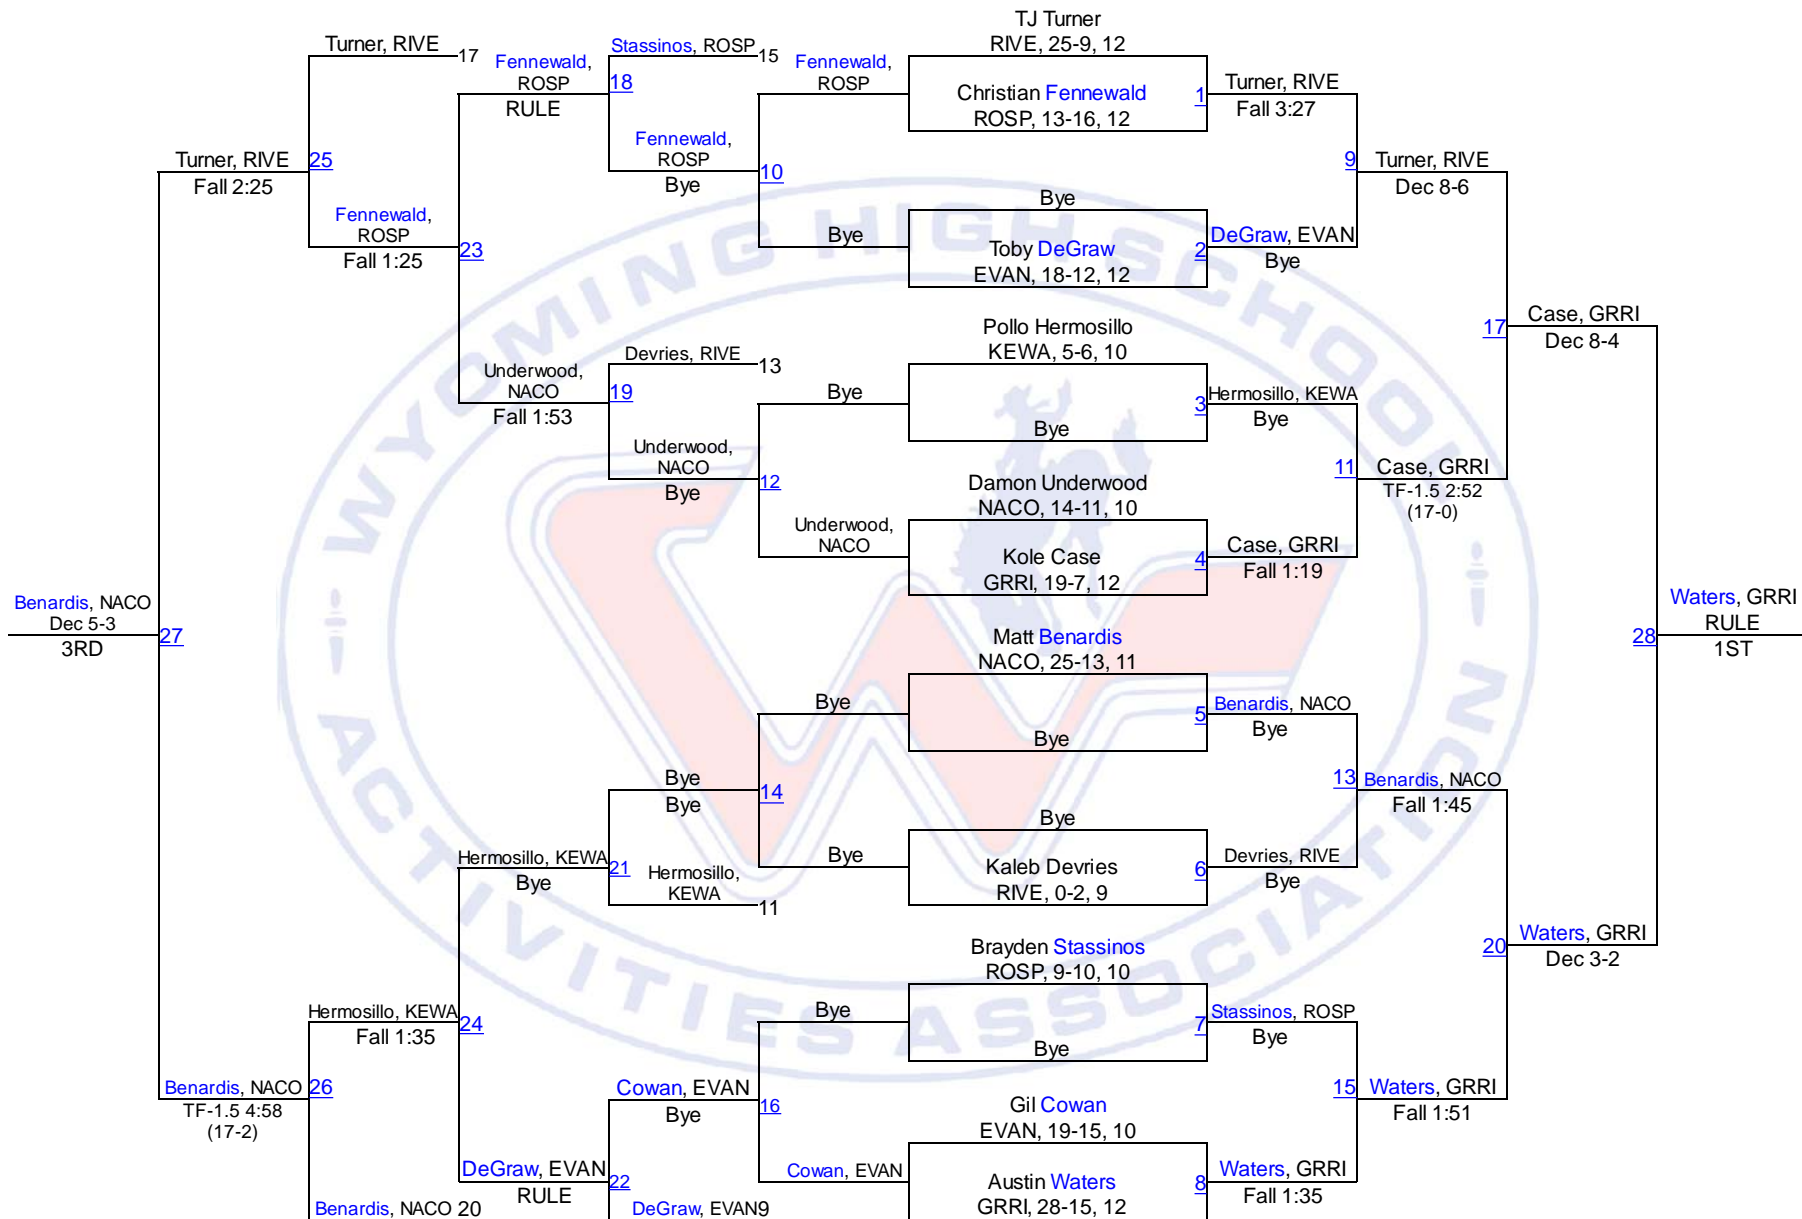 TJ Turner
RIVE, 25-9, 12
Christian Fennewald
ROSP, 13-16, 12
1
Turner, RIVE
Fall 3:27
Bye
Toby DeGraw
EVAN, 18-12, 12
2
DeGraw, EVAN
Bye
9
Turner, RIVE
Dec 8-6
Pollo Hermosillo
KEWA, 5-6, 10
Bye
3
Hermosillo, KEWA
Bye
Damon Underwood
NACO, 14-11, 10
Kole Case
GRRI, 19-7, 12
4
Case, GRRI
Fall 1:19
11
Case, GRRI
TF-1.5 2:52
(17-0)
17
Case, GRRI
Dec 8-4
Matt Benardis
NACO, 25-13, 11
Bye
5
Benardis, NACO
Bye
Bye
Kaleb Devries
RIVE, 0-2, 9
6
Devries, RIVE
Bye
13
Benardis, NACO
Fall 1:45
Brayden Stassinos
ROSP, 9-10, 10
Bye
7
Stassinos, ROSP
Bye
Gil Cowan
EVAN, 19-15, 10
Austin Waters
GRRI, 28-15, 12
8
Waters, GRRI
Fall 1:35
15
Waters, GRRI
Fall 1:51
20
Waters, GRRI
Dec 3-2
28
Waters, GRRI
RULE
1ST
Fennewald,
ROSP
Bye
10
Fennewald,
ROSP
Bye
Stassinos, ROSP
15
18
Fennewald,
ROSP
RULE
Bye
Underwood,
NACO
12
Underwood,
NACO
Bye
Devries, RIVE
13
19
Underwood,
NACO
Fall 1:53
23
Fennewald,
ROSP
Fall 1:25
Turner, RIVE
17
25
Turner, RIVE
Fall 2:25
Bye
Bye
14
Bye
Bye
Hermosillo,
KEWA
11
21
Hermosillo, KEWA
Bye
Bye
Cowan, EVAN
16
Cowan, EVAN
Bye
DeGraw, EVAN
9
22
DeGraw, EVAN
RULE
24
Hermosillo, KEWA
Fall 1:35
Benardis, NACO
20
26
Benardis, NACO
TF-1.5 4:58
(17-2)
27
Benardis, NACO
Dec 5-3
3RD
WYOMING HIGH SCHOOL
ACTIVITIES ASSOCIATION